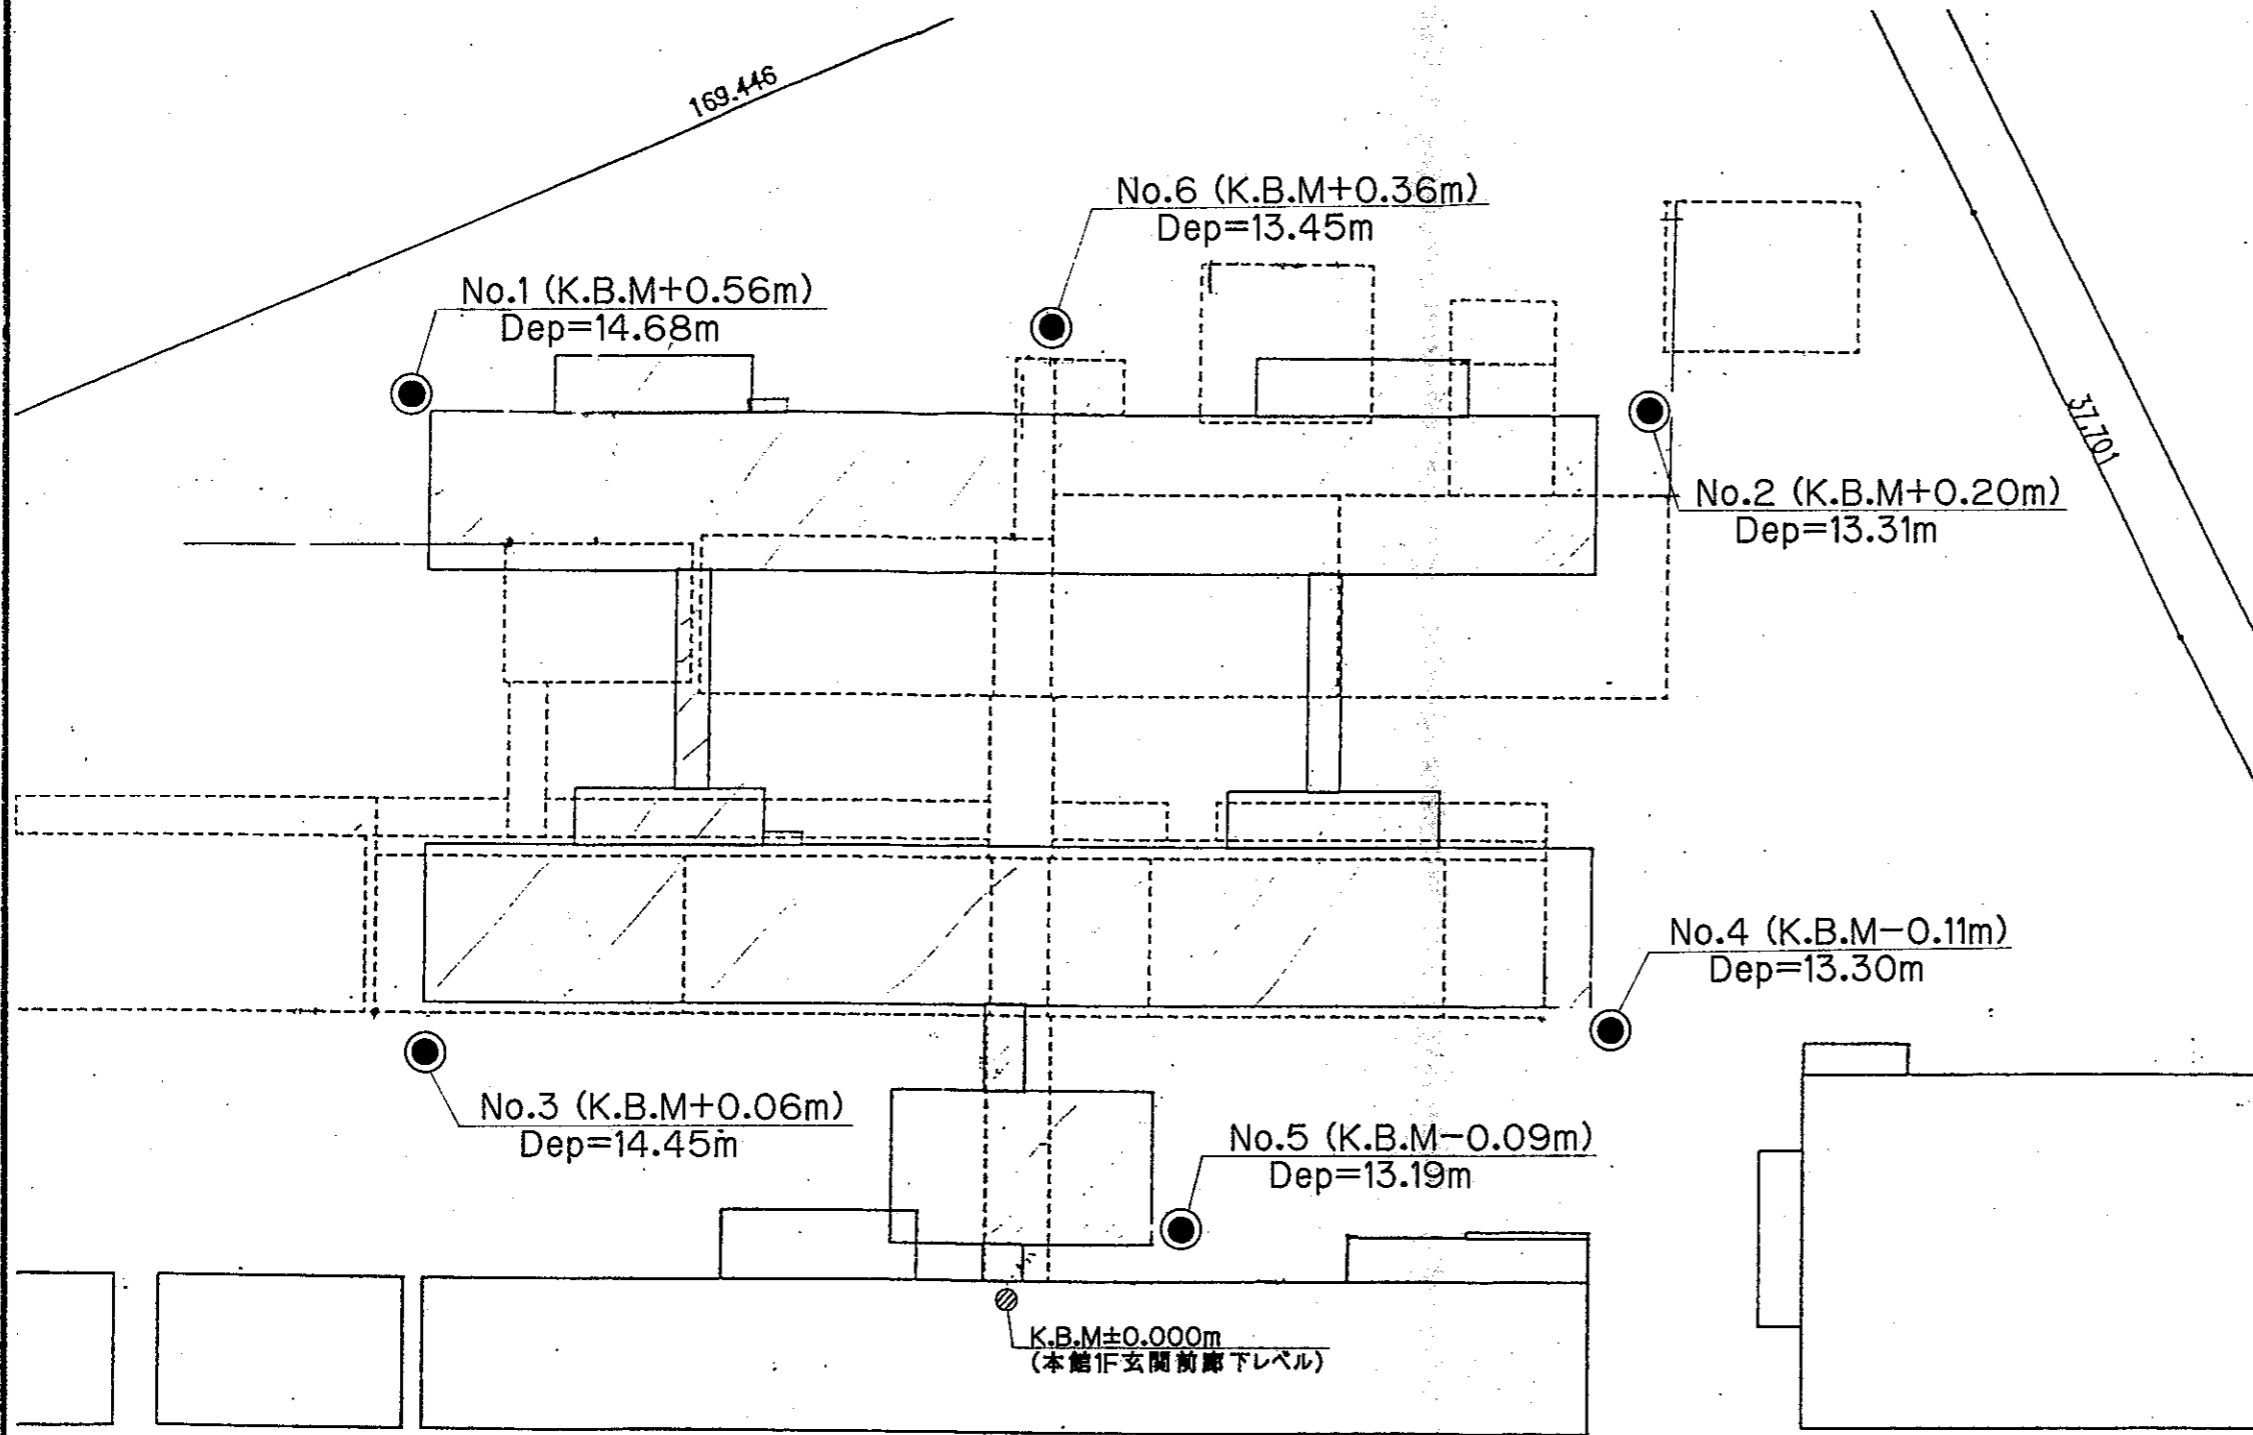 169.446
No.6 (K.B.M+0.36m)
Dep=13.45m
No.1 (K.B.M+0.56m)
Dep=14.68m
37.701
No.2 (K.B.M+0.20m)
Dep=13.31m
No.4 (K.B.M-0.11m)
Dep=13.30m
No.3 (K.B.M+0.06m)
Dep=14.45m
No.5 (K.B.M-0.09m)
Dep=13.19m
K.B.M±0.000m
(本館1F玄関前廊下レベル)